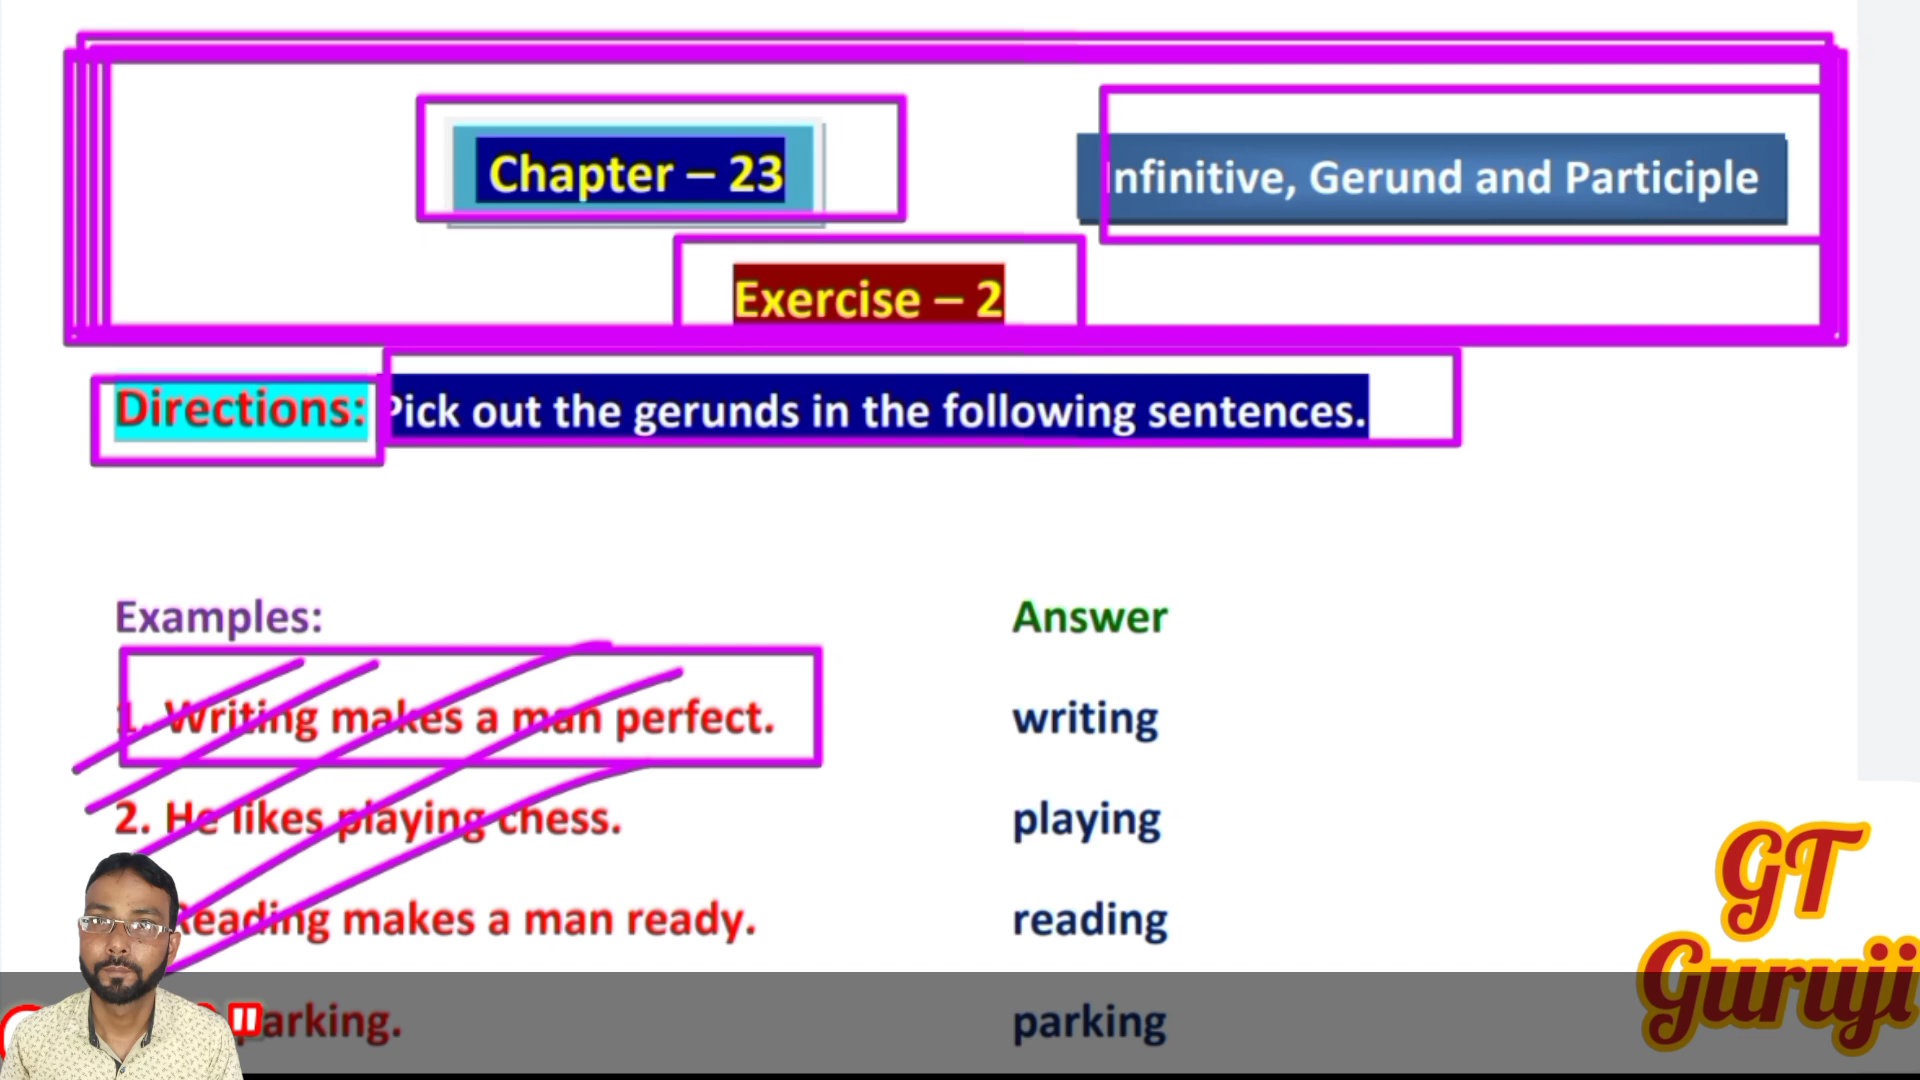 Chapter – 23
Infinitive, Gerund and Participle
Exercise – 2
Directions: Pick out the gerunds in the following sentences.
Examples: Answer
1. Writing makes a man perfect. writing
2. He likes playing chess. playing
Reading makes a man ready. reading
parking. parking
GT
Guruji